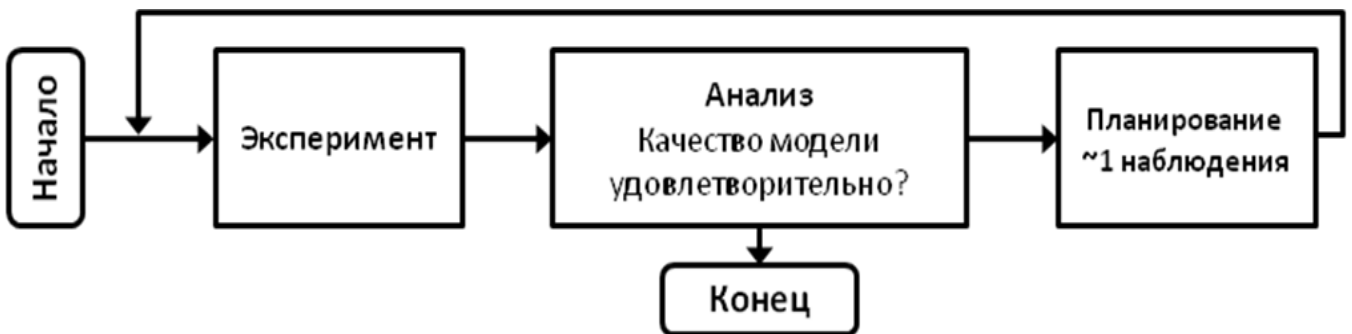 Начало
Эксперимент
Анализ
Качество модели
удовлетворительно?
Планирование
~1 наблюдения
Конец